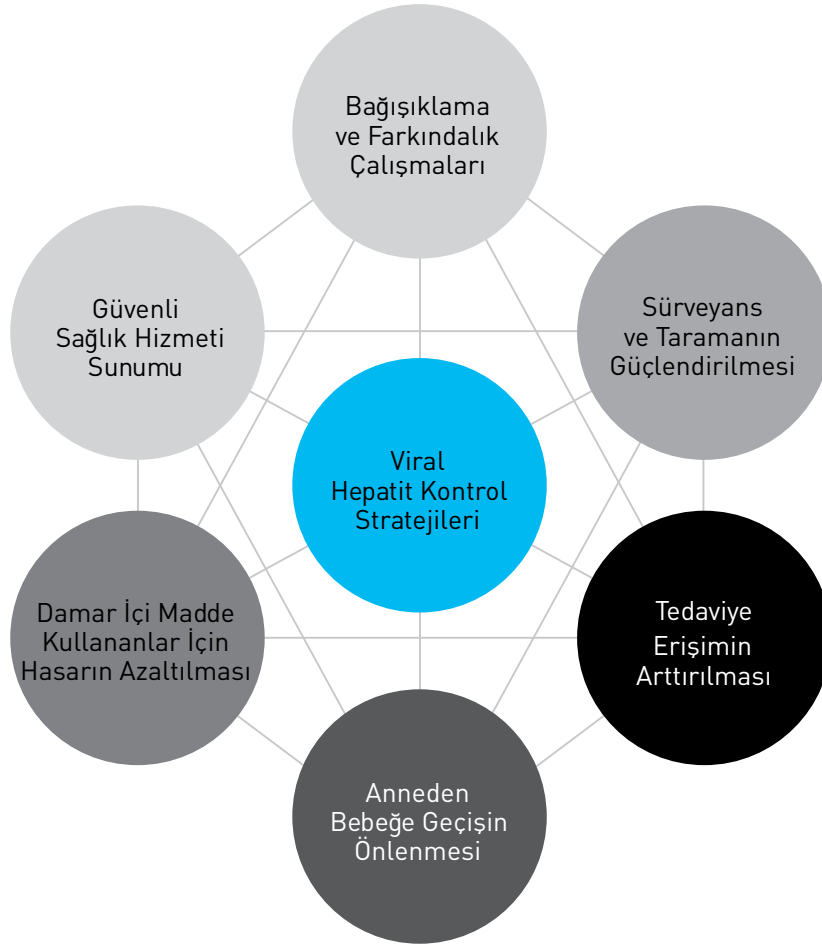 Bağışıklama
ve Farkındalık
Çalışmaları
Güvenli
Sağlık Hizmeti
Sunumu
Sürveyans
ve Taramanın
Güçlendirilmesi
Viral
Hepatit Kontrol
Stratejileri
Damar İçi Madde
Kullananlar İçin
Hasarın Azaltılması
Tedaviye
Erişimin
Arttırılması
Anneden
Bebeğe Geçişin
Önlenmesi